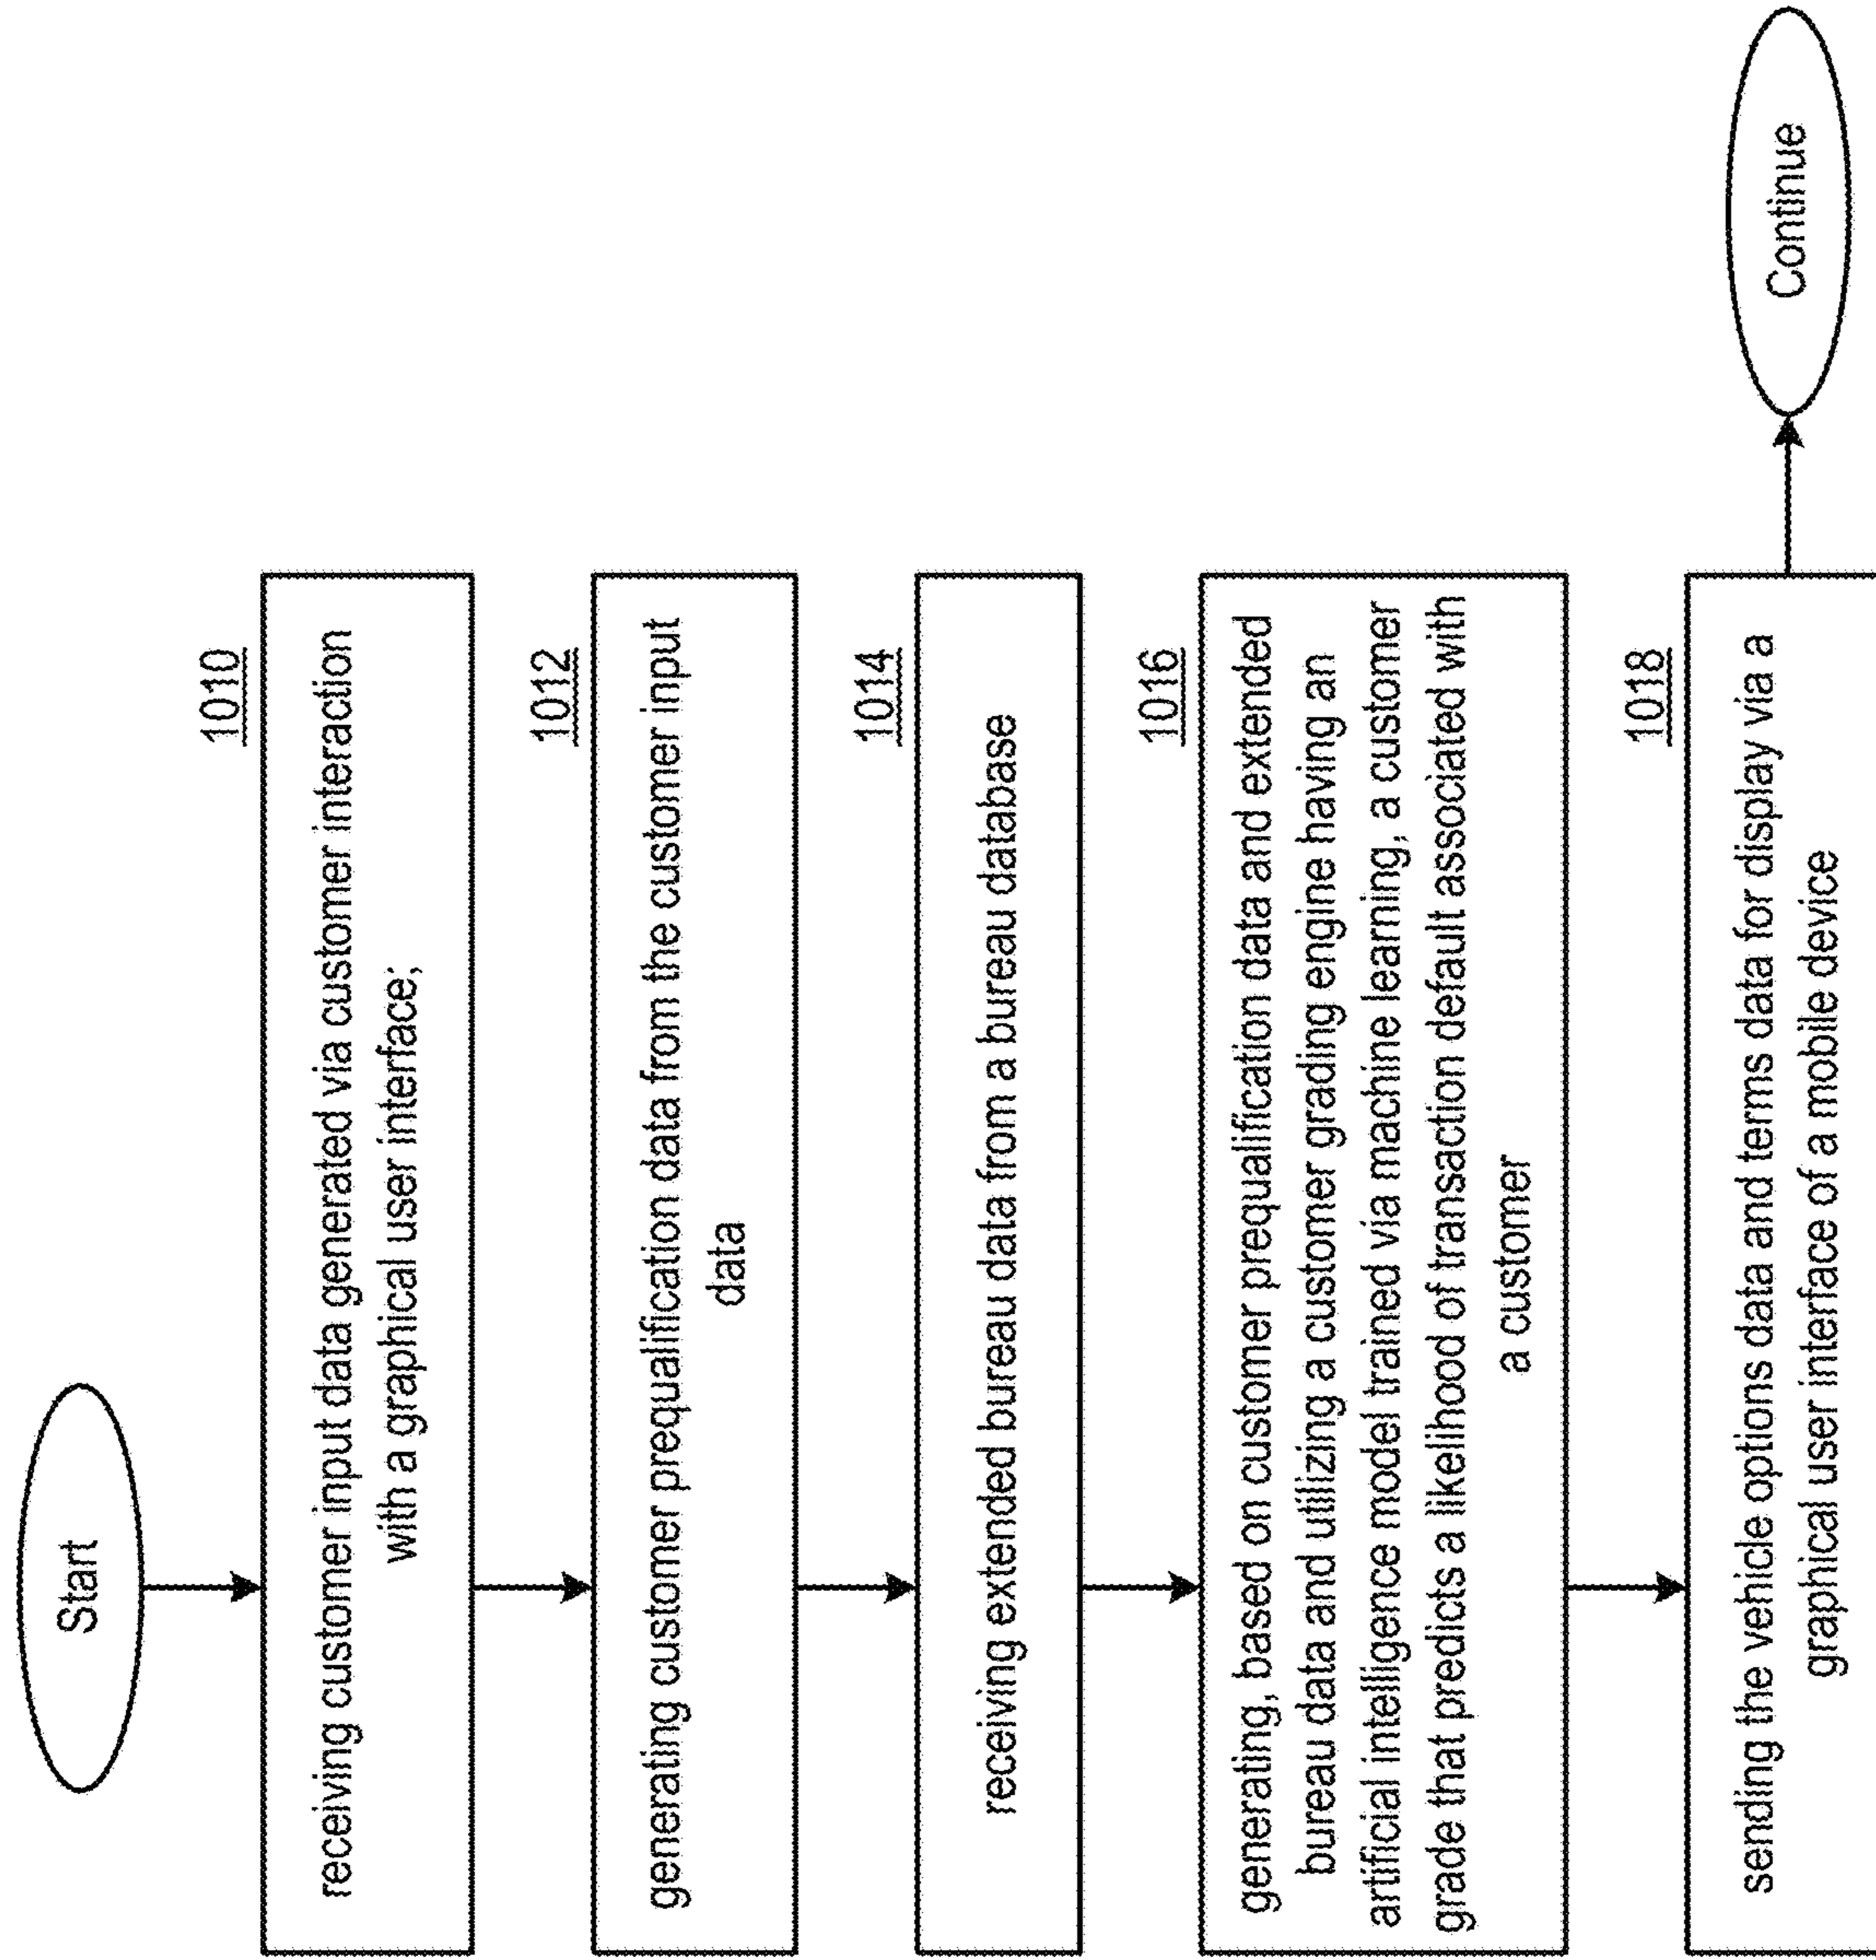 Start
1010
receiving customer input data generated via customer interaction
with a graphical user interface;
1012
generating customer prequalification data from the customer input
data
1014
receiving extended bureau data from a bureau database
1016
generating, based on customer prequalification data and extended
bureau data and utilizing a customer grading engine having an
artificial intelligence model trained via machine learning, a customer
grade that predicts a likelihood of transaction default associated with
a customer
1018
sending the vehicle options data and terms data for display via a
graphical user interface of a mobile device
Continue